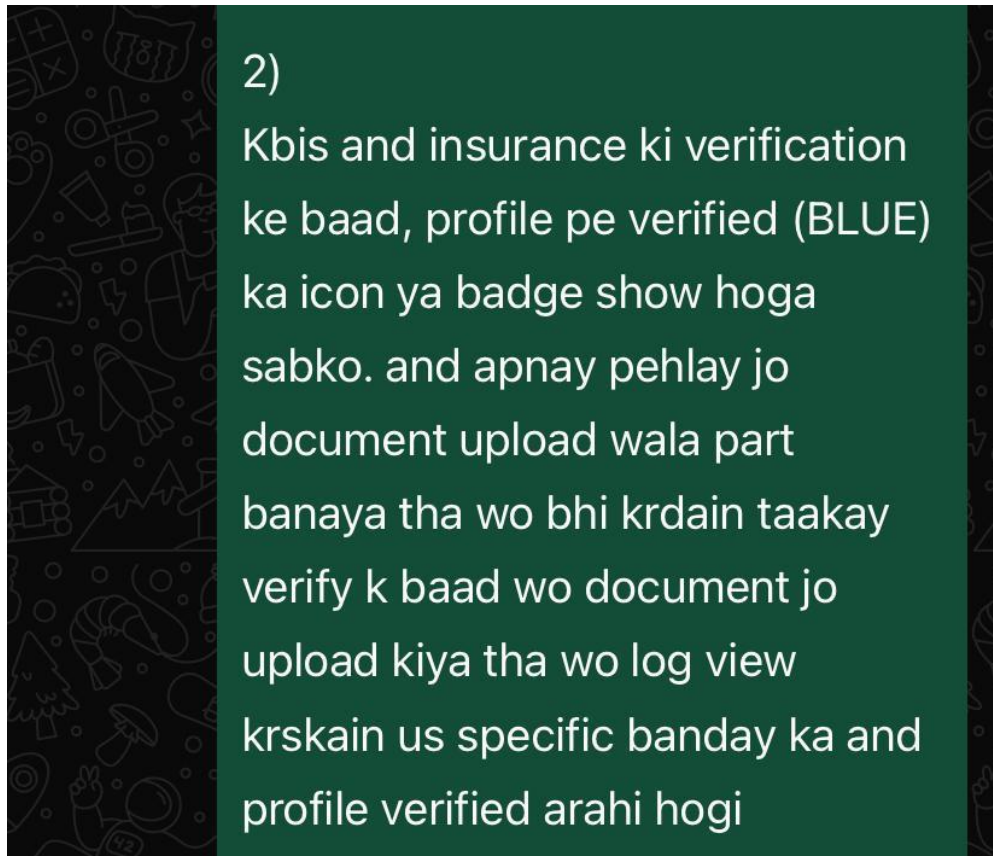 2)
Kbis and insurance ki verification
ke baad, profile pe verified (BLUE)
ka icon ya badge show hoga
sabko. and apnay pehlay jo
document upload wala part
banaya tha wo bhi krdain taakay
verify k baad wo document jo
upload kiya tha wo log view
krskain us specific banday ka and
profile verified arahi hogi